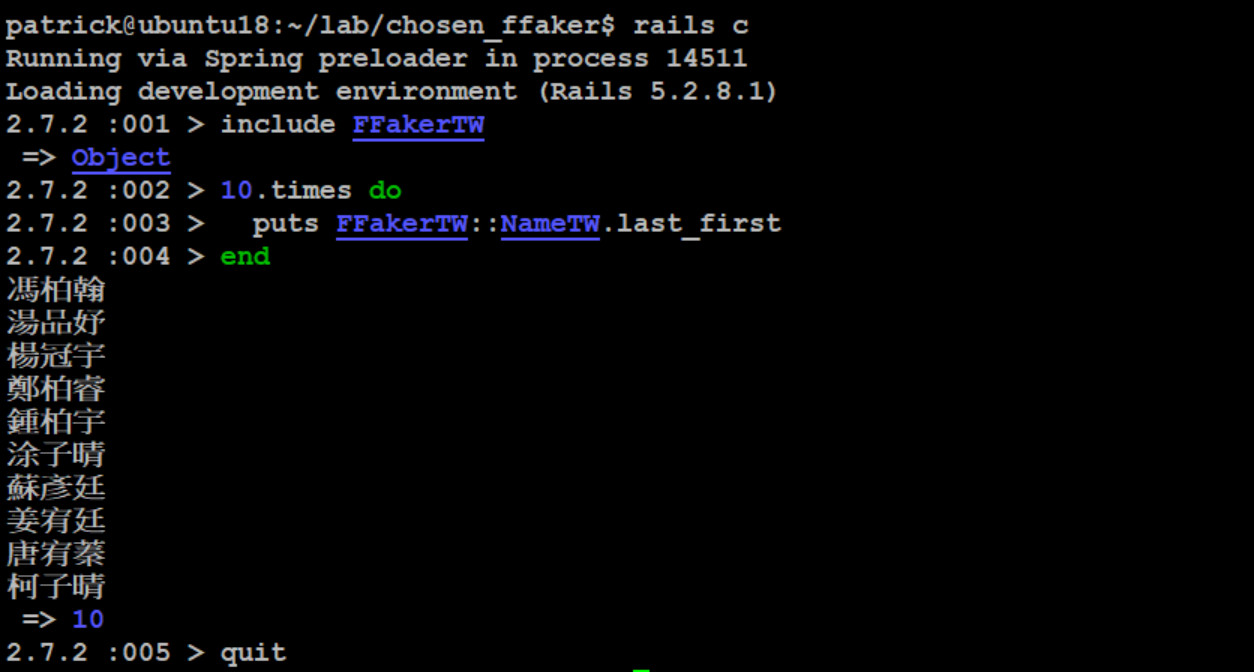 patrick@ubuntu18:~/lab/chosen_ffaker$ rails c
Running via Spring preloader in process 14511
Loading development environment (Rails 5.2.8.1)
2.7.2 :001 > include FFakerTW
 => Object
2.7.2 :002 > 10.times do
2.7.2 :003 >   puts FFakerTW::NameTW.last_first
2.7.2 :004 > end
馮柏翰
湯品妤
楊冠宇
鄭柏睿
鍾柏宇
涂子晴
蘇彥廷
姜宥廷
唐宥蓁
柯子晴
 => 10
2.7.2 :005 > quit